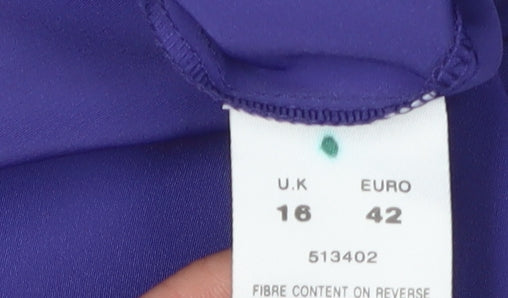 U.K EURO
16 42
513402
FIBRE CONTENT ON REVERSE